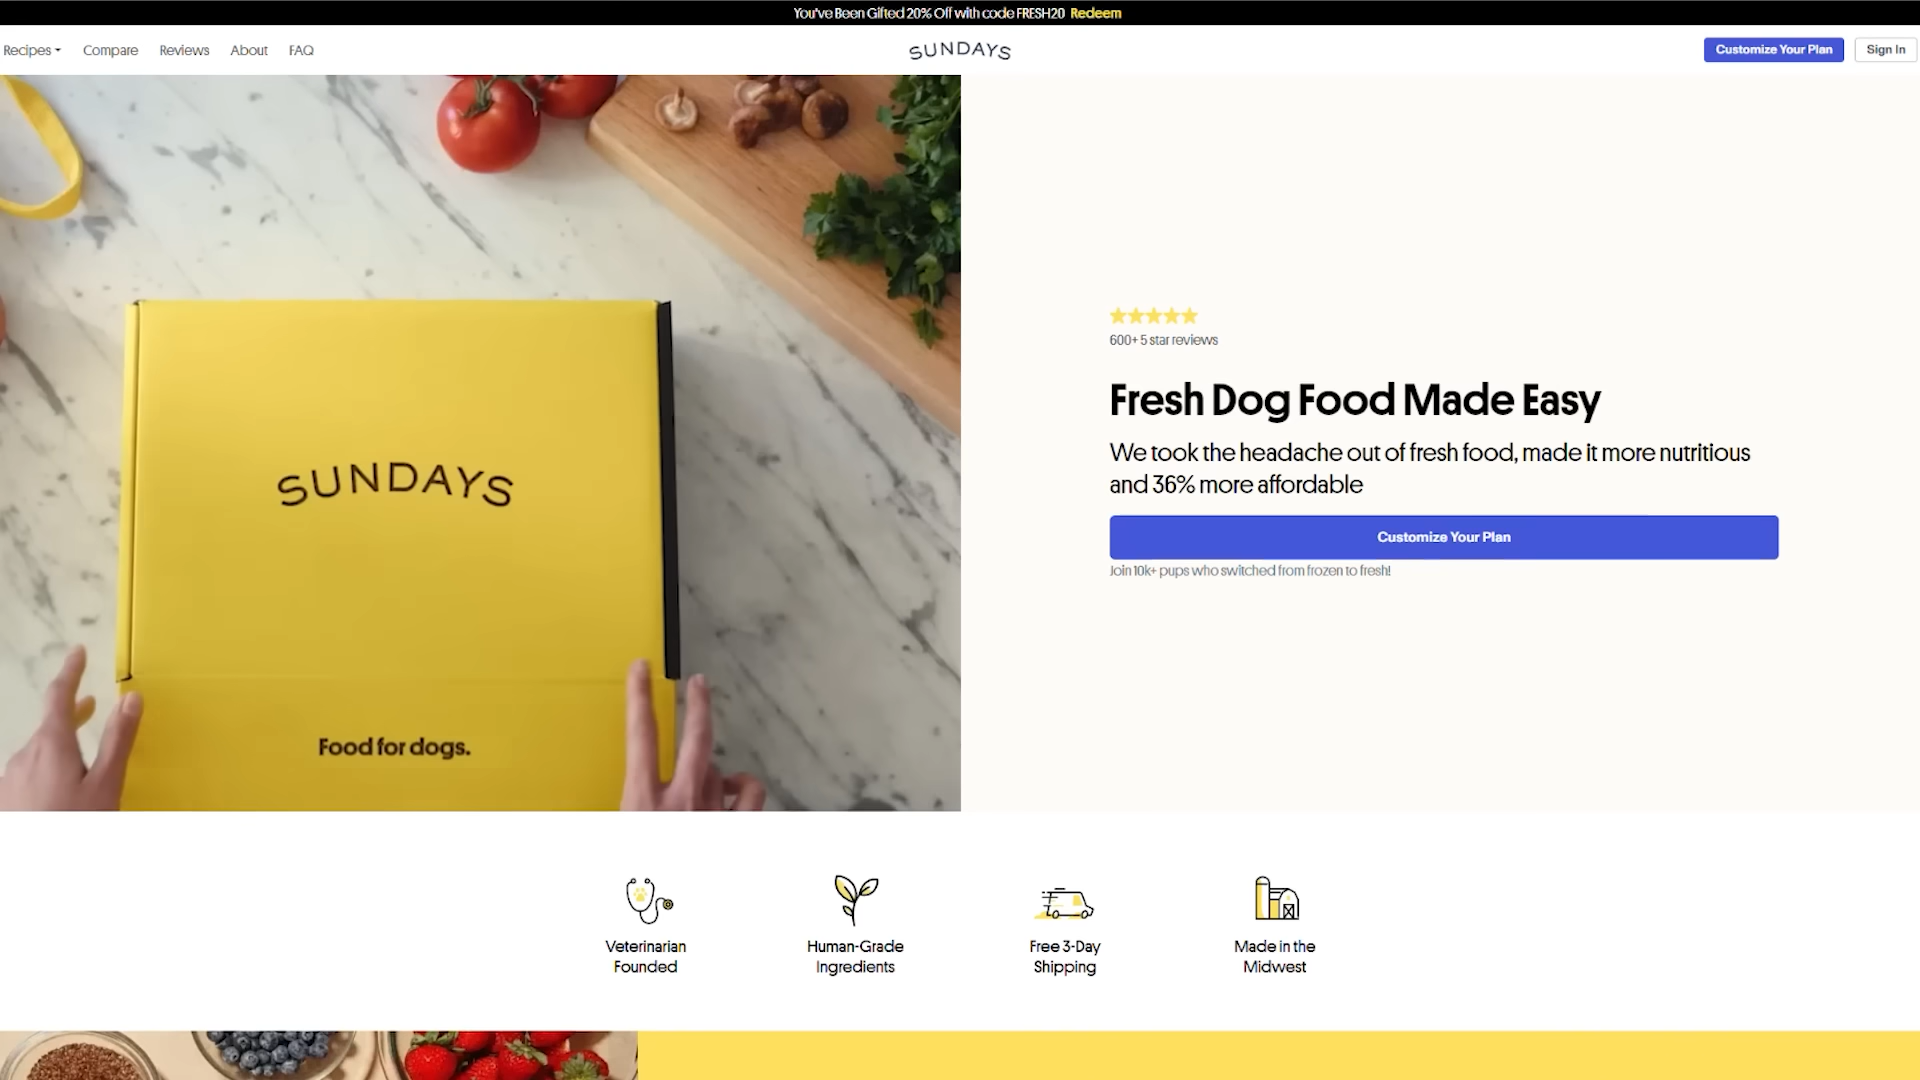 You've Been Gifted 20% Off with code FRESH20 Redeem
Recipes Compare Reviews About FAQ
SUNDAYS
Customize Your Plan
Sign In
SUNDAYS
Food for dogs.
600+ 5 star reviews
Fresh Dog Food Made Easy
We took the headache out of fresh food, made it more nutritious
and 36% more affordable
Customize Your Plan
Join 10k+ pups who switched from frozen to fresh!
Veterinarian
Founded
Human-Grade
Ingredients
Free 3-Day
Shipping
Made in the
Midwest